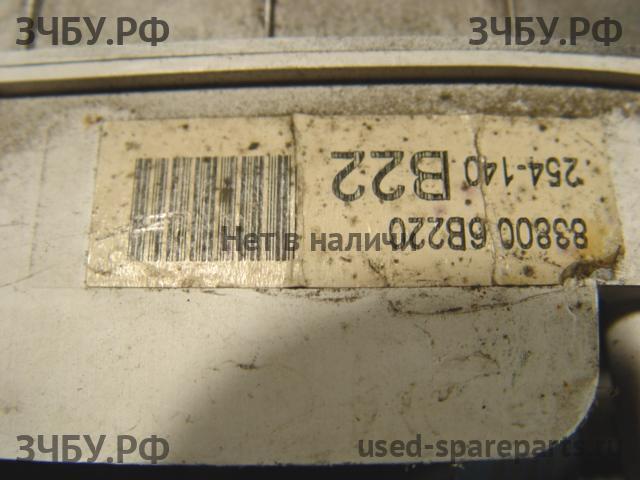 ЗЧБУ.РФ
ЗЧБУ.РФ
83800 6B220
254-140 B22
Нет в наличии
ЗЧБУ.РФ
used-spareparts.ru